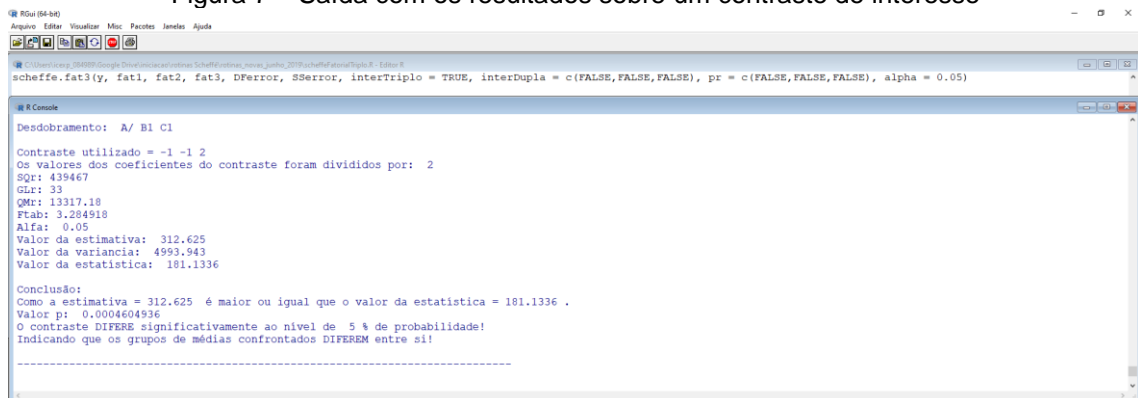 Figura 7 – Saída com os resultados sobre um contraste de interesse
RGui (64-bit)
Arquivo Editar Visualizar Misc Pacotes Janelas Ajuda
scheffe.fat3(y, fat1, fat2, fat3, DFerror, SSerror, interTriplo = TRUE, interDupla = c(FALSE,FALSE,FALSE), pr = c(FALSE,FALSE,FALSE), alpha = 0.05)
R Console
Desdobramento: A/ B1 C1
Contraste utilizado = -1 -1 2
Os valores dos coeficientes do contraste foram divididos por: 2
SQr: 439467
GLr: 33
QMr: 13317.18
Ftab: 3.284918
Alfa: 0.05
Valor da estimativa: 312.625
Valor da variancia: 4993.943
Valor da estatística: 181.1336
Conclusão:
Como a estimativa = 312.625 é maior ou igual que o valor da estatística = 181.1336 .
Valor p: 0.0004604936
O contraste DIFERE significativamente ao nível de 5 % de probabilidade!
Indicando que os grupos de médias confrontados DIFEREM entre si!
--------------------------------------------------------------------------------